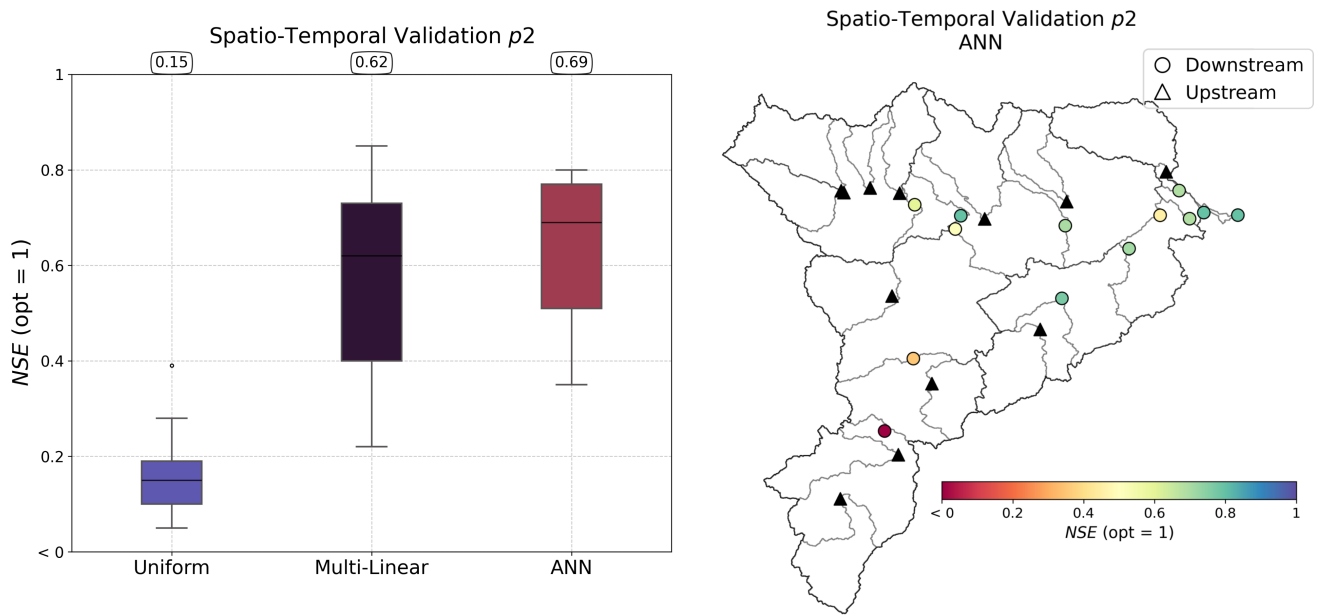 Spatio-Temporal Validation p2
0.15
0.62
0.69
1
0.8
0.6
0.4
0.2
< 0
NSE (opt = 1)
Uniform
Multi-Linear
ANN
Spatio-Temporal Validation p2
ANN
Downstream
Upstream
< 0
0.2
0.4
0.6
0.8
1
NSE (opt = 1)